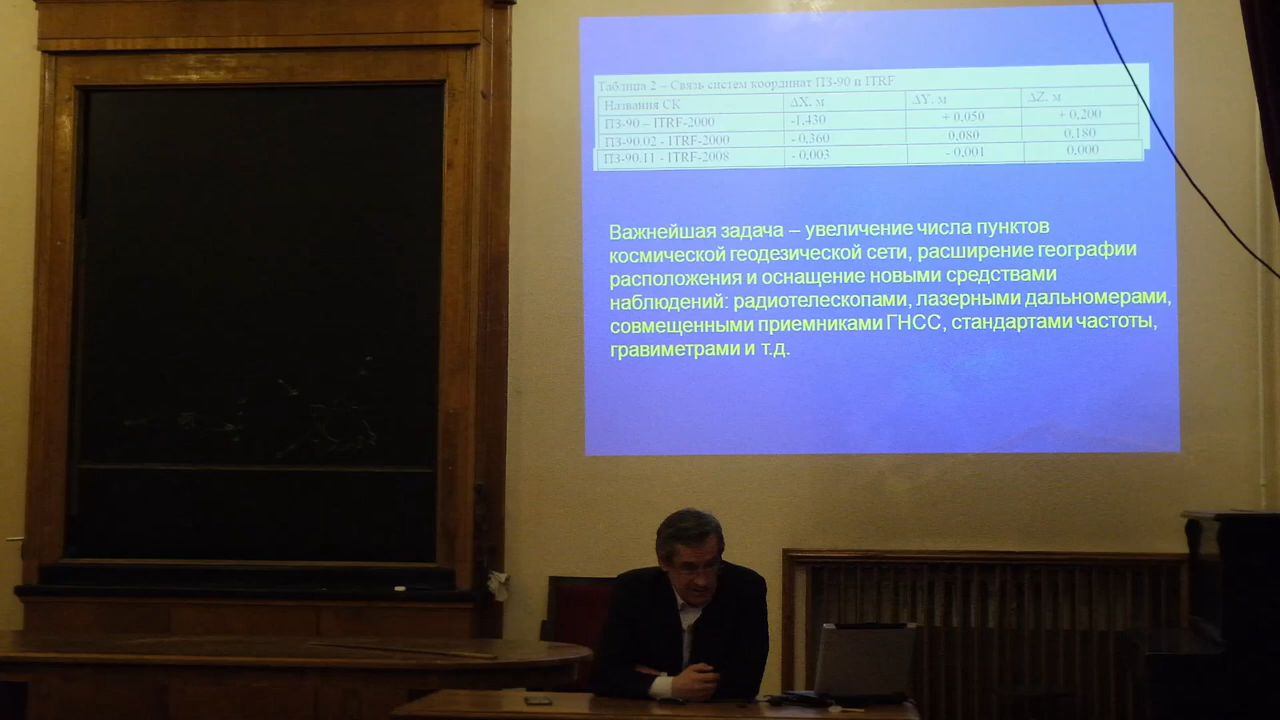 Таблица 2 – Связь систем координат ПЗ-90 и ITRF
Названия СК ΔX, м ΔY, м ΔZ, м
ПЗ-90 – ITRF-2000 -1,430 + 0,050 + 0,200
ПЗ-90.02 - ITRF-2000 - 0,360 0,080 0,180
ПЗ-90.11 - ITRF-2008 - 0,003 - 0,001 0,000
Важнейшая задача – увеличение числа пунктов
космической геодезической сети, расширение географии
расположения и оснащение новыми средствами
наблюдений: радиотелескопами, лазерными дальномерами,
совмещенными приемниками ГНСС, стандартами частоты,
гравиметрами и т.д.